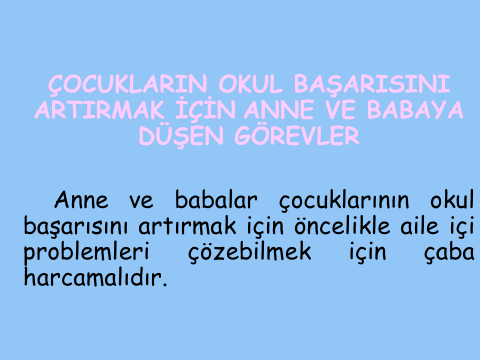 ÇOCUKLARIN OKUL BAŞARISINI
ARTIRMAK İÇİN ANNE VE BABAYA
DÜŞEN GÖREVLER
Anne ve babalar çocuklarının okul
başarısını artırmak için öncelikle aile içi
problemleri çözebilmek için çaba
harcamalıdır.